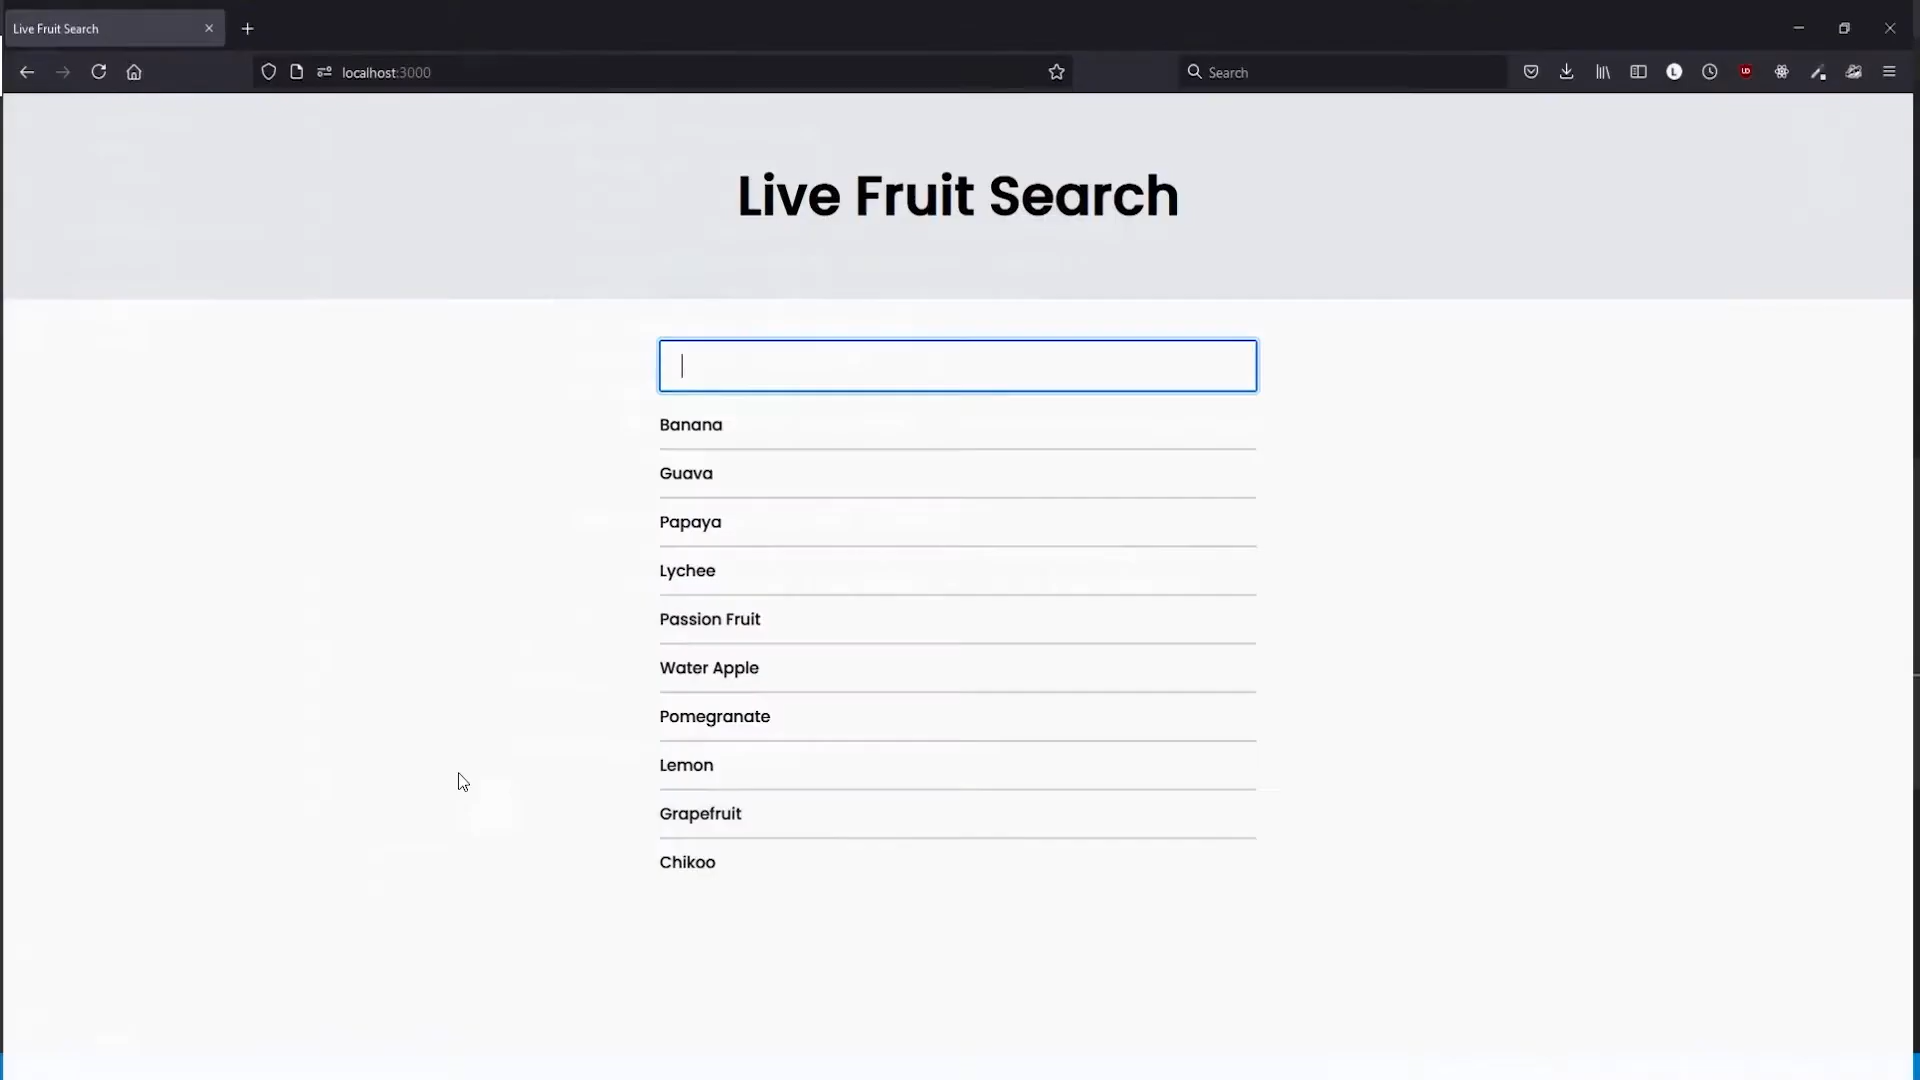 Live Fruit Search
localhost:3000
Search
L
UD
Live Fruit Search
Banana
Guava
Papaya
Lychee
Passion Fruit
Water Apple
Pomegranate
Lemon
Grapefruit
Chikoo